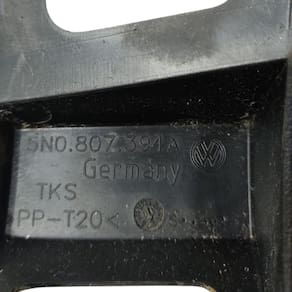 5N0.807.394A
Germany
TKS
PP-T20<